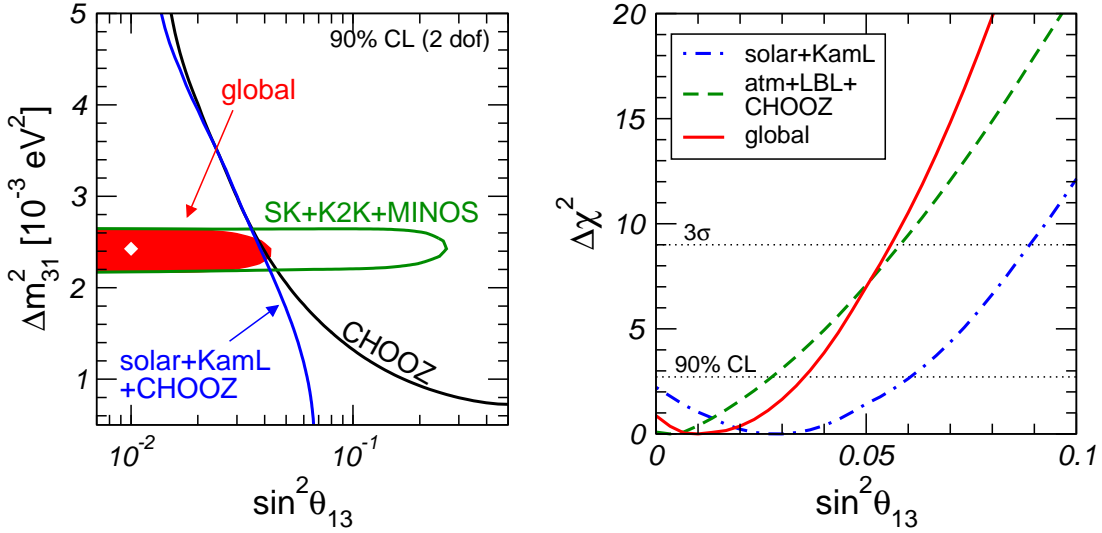 90% CL (2 dof)
global
SK+K2K+MINOS
solar+KamL
+CHOOZ
CHOOZ
5
4
3
2
1
10^-2
10^-1
Δm²₃₁ [10^-3 eV²]
sin²θ₁₃
solar+KamL
atm+LBL+
CHOOZ
global
3σ
90% CL
20
15
10
5
0
0
0.05
0.1
Δχ²
sin²θ₁₃